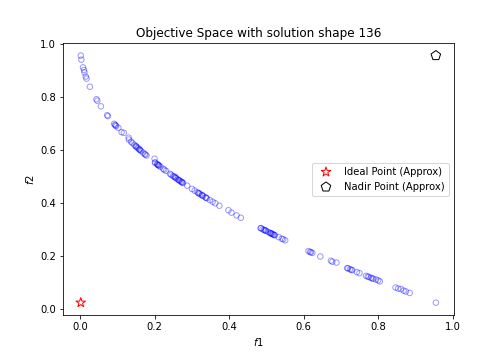 Objective Space with solution shape 136
1.0
0.8
0.6
0.4
0.2
0.0
f2
Ideal Point (Approx)
Nadir Point (Approx)
0.0 0.2 0.4 0.6 0.8 1.0
f1